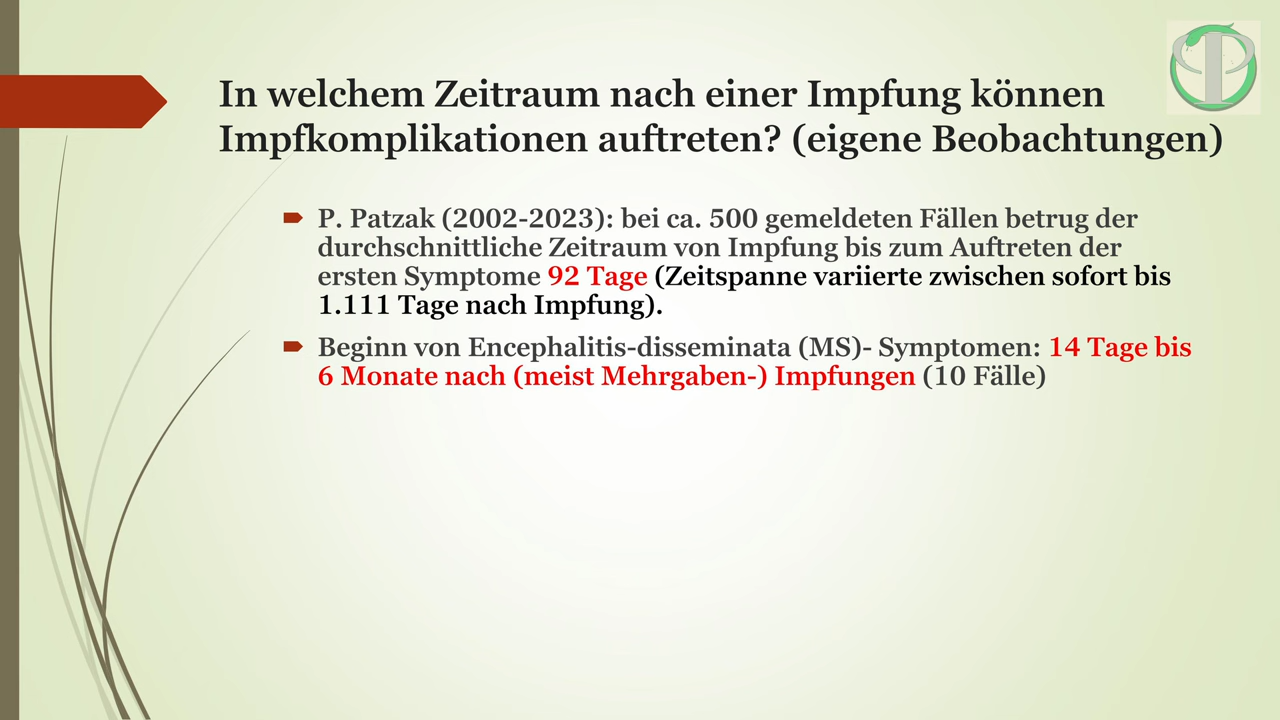 In welchem Zeitraum nach einer Impfung können
Impfkomplikationen auftreten? (eigene Beobachtungen)
P. Patzak (2002-2023): bei ca. 500 gemeldeten Fällen betrug der
durchschnittliche Zeitraum von Impfung bis zum Auftreten der
ersten Symptome 92 Tage (Zeitspanne variierte zwischen sofort bis
1.111 Tage nach Impfung).
Beginn von Encephalitis-disseminata (MS)- Symptomen: 14 Tage bis
6 Monate nach (meist Mehrgaben-) Impfungen (10 Fälle)